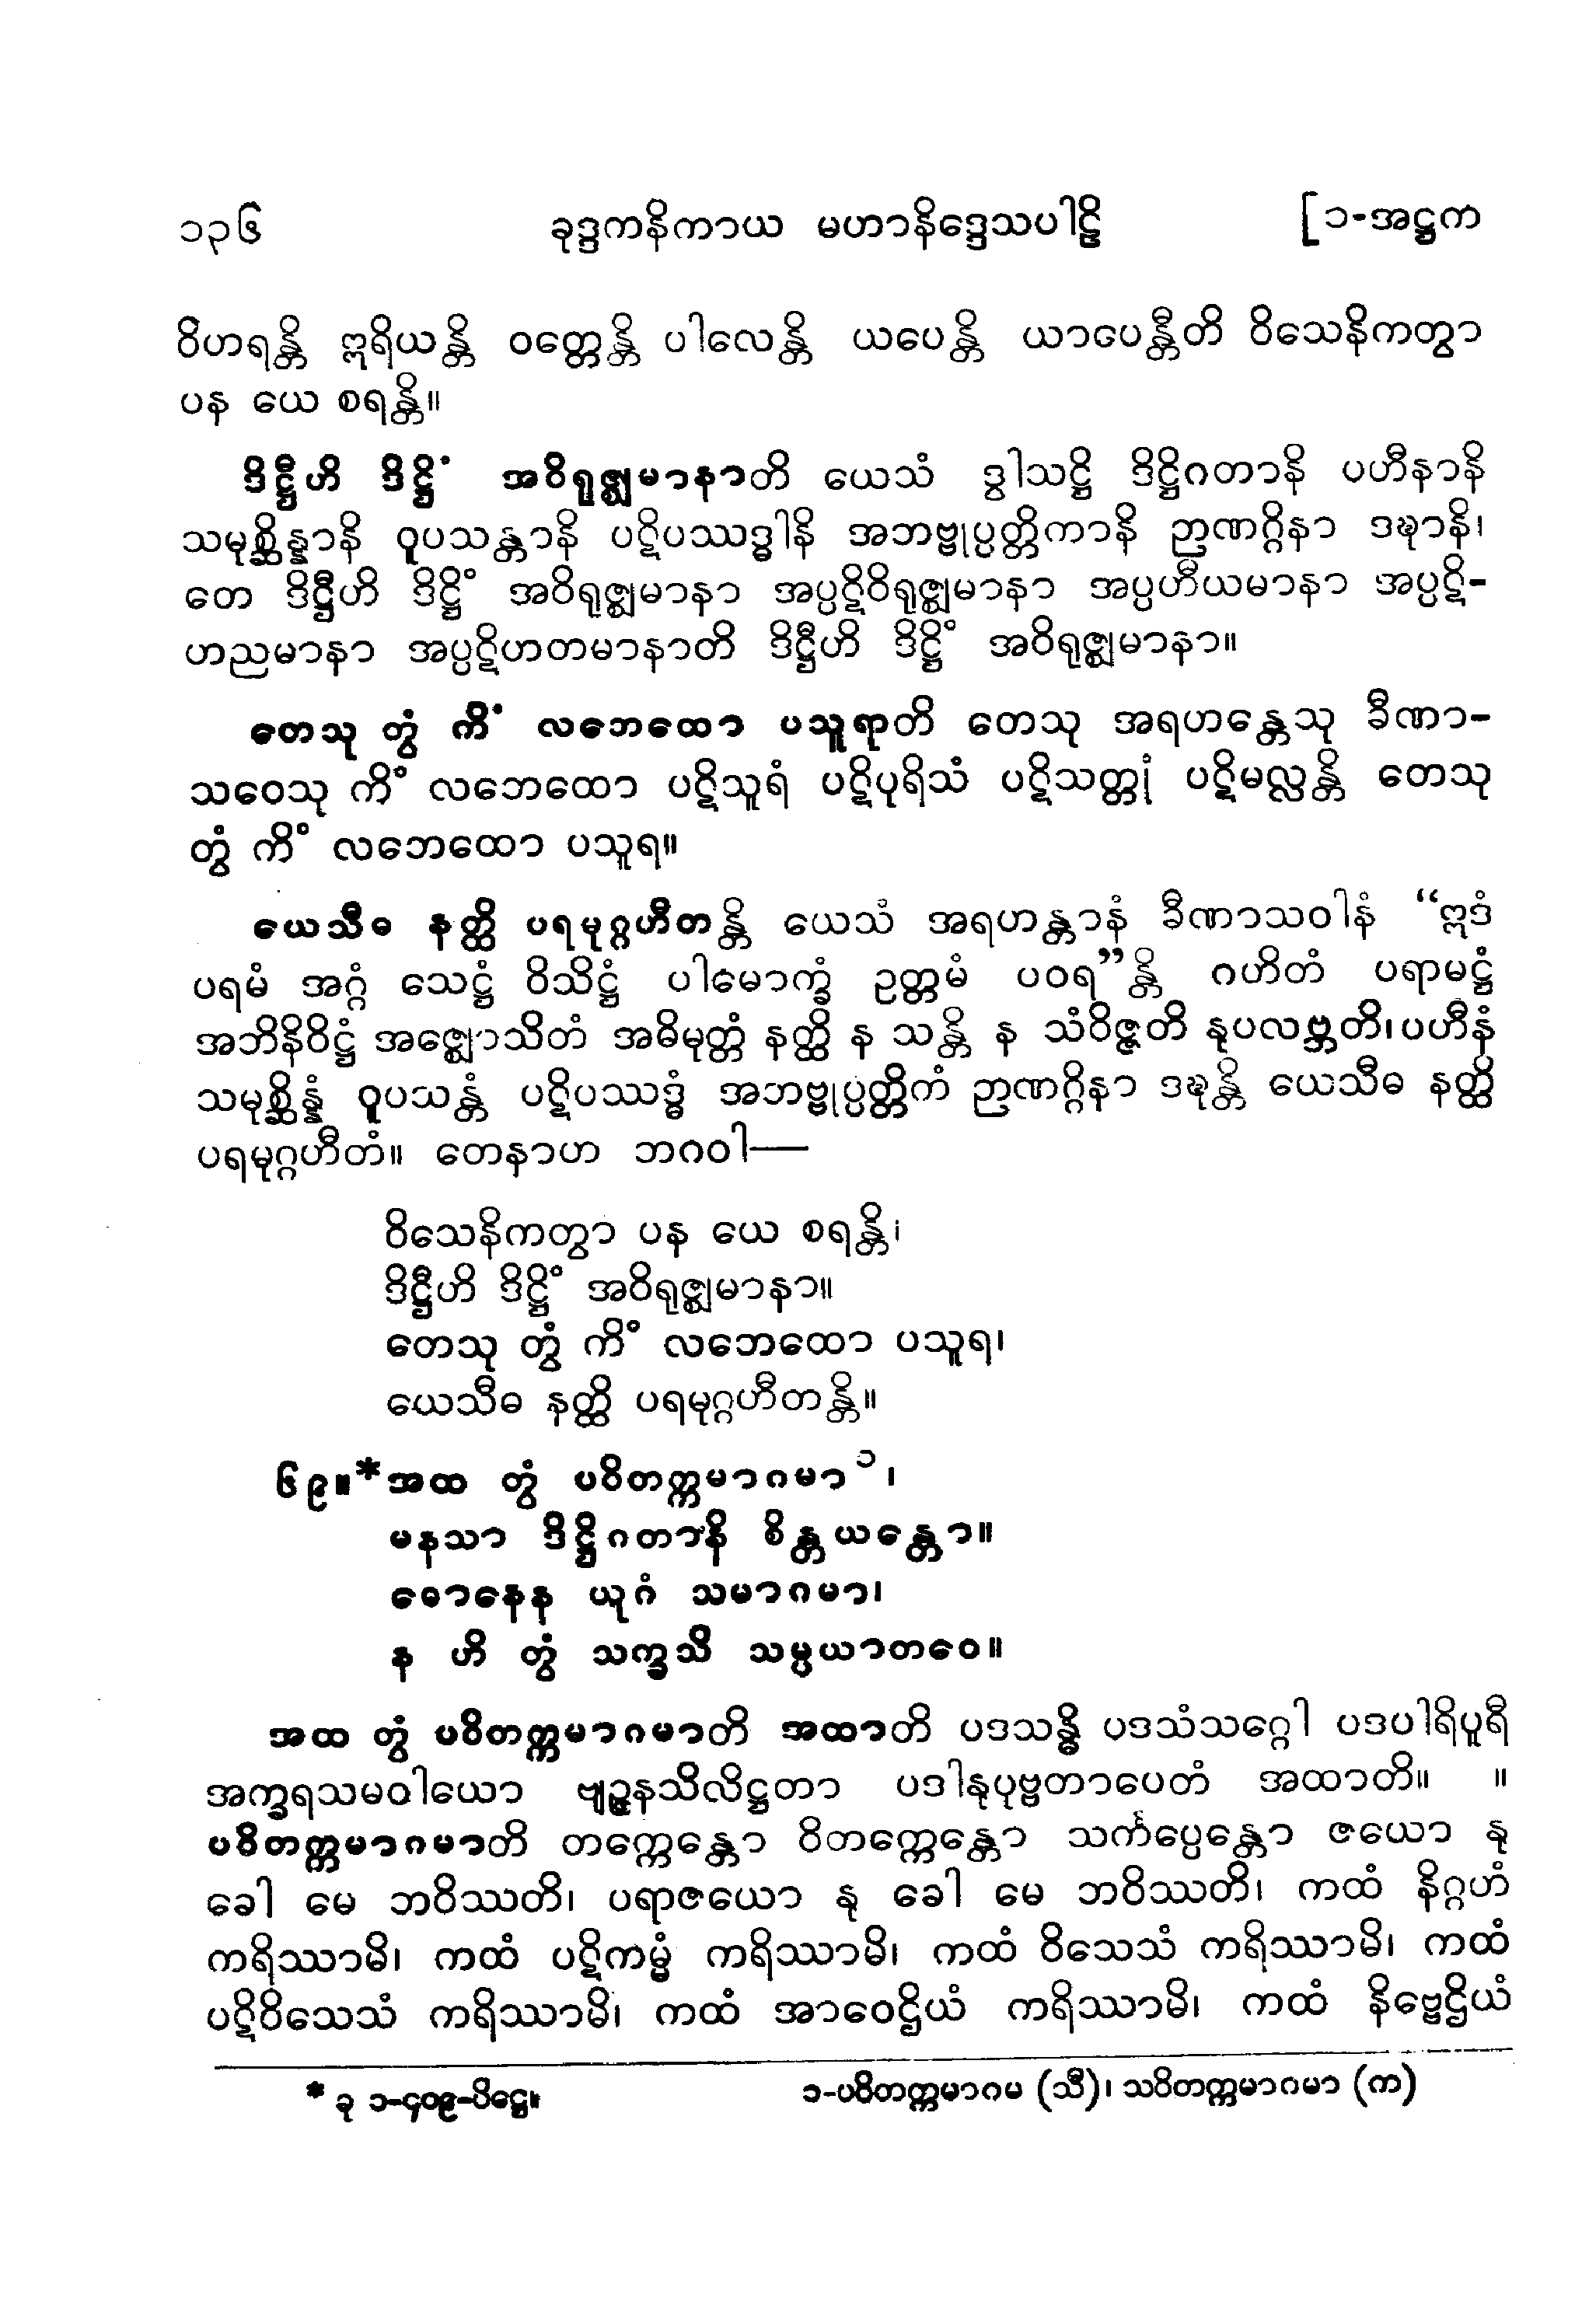 ၁၃၆ ခုဒ္ဒကနိကာယ မဟာနိဒ္ဒေသပါဠိ [၁-အဋ္ဌက
ဝိဟရန္တိ ဣရိယန္တိ ဝတ္တေန္တိ ပါလေန္တိ ယပေန္တိ ယာပေန္တီတိ ဝိသေနိကတွာ
ပန ယေ စရန္တိ။
ဒိဋ္ဌီဟိ ဒိဋ္ဌိံ အဝိရုဇ္ဈမာနာတိ ယေသံ ဒွါသဋ္ဌိ ဒိဋ္ဌိဂတာနိ ပဟီနာနိ
သမုစ္ဆိန္နာနိ ဝူပသန္တာနိ ပဋိပဿဒ္ဓါနိ အဘဗ္ဗုပ္ပတ္တိကာနိ ဉာဏဂ္ဂိနာ ဒဍ္ဎာနိ၊
တေ ဒိဋ္ဌီဟိ ဒိဋ္ဌိံ အဝိရုဇ္ဈမာနာ အပ္ပဋိဝိရုဇ္ဈမာနာ အပ္ပဟီယမာနာ အပ္ပဋိ-
ဟညမာနာ အပ္ပဋိဟတမာနာတိ ဒိဋ္ဌီဟိ ဒိဋ္ဌိံ အဝိရုဇ္ဈမာနာ။
တေသု တွံ ကိံ လဘေထော ပသူရာတိ တေသု အရဟန္တေသု ခီဏာ-
သဝေသု ကိံ လဘေထော ပဋိသူရံ ပဋိပုရိသံ ပဋိသတ္တုံ ပဋိမလ္လန္တိ တေသု
တွံ ကိံ လဘေထော ပသူရ။
ယေသီဓ နတ္ထိ ပရမုဂ္ဂဟီတန္တိ ယေသံ အရဟန္တာနံ ခီဏာသဝါနံ “ဣဒံ
ပရမံ အဂ္ဂံ သေဋ္ဌံ ဝိသိဋ္ဌံ ပါမောက္ခံ ဥတ္တမံ ပဝရ”န္တိ ဂဟိတံ ပရာမဋ္ဌံ
အဘိနိဝိဋ္ဌံ အဇ္ဈောသိတံ အဓိမုတ္တံ နတ္ထိ န သန္တိ န သံဝိဇ္ဇတိ နုပလဗ္ဘတိ၊ ပဟီနံ
သမုစ္ဆိန္နံ ဝူပသန္တံ ပဋိပဿဒ္ဓံ အဘဗ္ဗုပ္ပတ္တိကံ ဉာဏဂ္ဂိနာ ဒဍ္ဎန္တိ ယေသီဓ နတ္ထိ
ပရမုဂ္ဂဟီတံ။ တေနာဟ ဘဂဝါ—
ဝိသေနိကတွာ ပန ယေ စရန္တိ၊
ဒိဋ္ဌီဟိ ဒိဋ္ဌိံ အဝိရုဇ္ဈမာနာ။
တေသု တွံ ကိံ လဘေထော ပသူရ၊
ယေသီဓ နတ္ထိ ပရမုဂ္ဂဟီတန္တိ။
၆၉။*အထ တွံ ပဝိတက္ကမာဂမာ၁၊
မနသာ ဒိဋ္ဌိဂတာနိ စိန္တယန္တော။
ဓောနေန ယုဂံ သမာဂမာ၊
န ဟိ တွံ သက္ခသိ သမ္ပယာတဝေ။
အထ တွံ ပဝိတက္ကမာဂမာတိ အထာတိ ပဒသန္ဓိ ပဒသံသဂ္ဂေါ ပဒပါရိပူရီ
အက္ခရသမဝါယော ဗျဉ္ဇနသိလိဋ္ဌတာ ပဒါနုပုဗ္ဗတာပေတံ အထာတိ။ ။
ပဝိတက္ကမာဂမာတိ တက္ကေန္တော ဝိတက္ကေန္တော သင်္ကပ္ပေန္တော ဇယော နု
ခေါ မေ ဘဝိဿတိ၊ ပရာဇယော နု ခေါ မေ ဘဝိဿတိ၊ ကထံ နိဂ္ဂဟံ
ကရိဿာမိ၊ ကထံ ပဋိကမ္မံ ကရိဿာမိ၊ ကထံ ဝိသေသံ ကရိဿာမိ၊ ကထံ
ပဋိဝိသေသံ ကရိဿာမိ၊ ကထံ အာဝေဌိယံ ကရိဿာမိ၊ ကထံ နိဗ္ဗေဌိယံ
* ခု ၁-၄၀၉-ပိဋ္ဌေ။ ၁-ပဝိတက္ကမာဂမ (သီ)၊ သဝိတက္ကမာဂမာ (က)